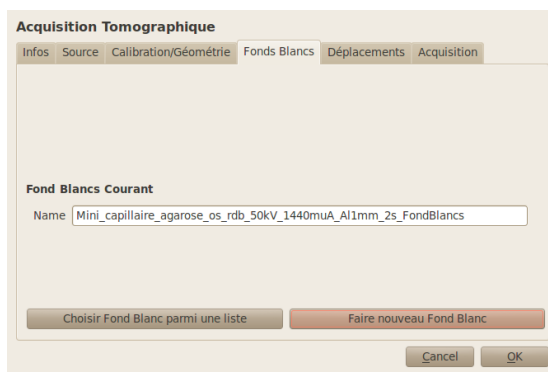 Acquisition Tomographique
Infos Source Calibration/Géométrie Fonds Blancs Déplacements Acquisition
Fond Blancs Courant
Name Mini_capillaire_agarose_os_rdb_50kV_1440muA_Al1mm_2s_FondBlancs
Choisir Fond Blanc parmi une liste Faire nouveau Fond Blanc
Cancel OK